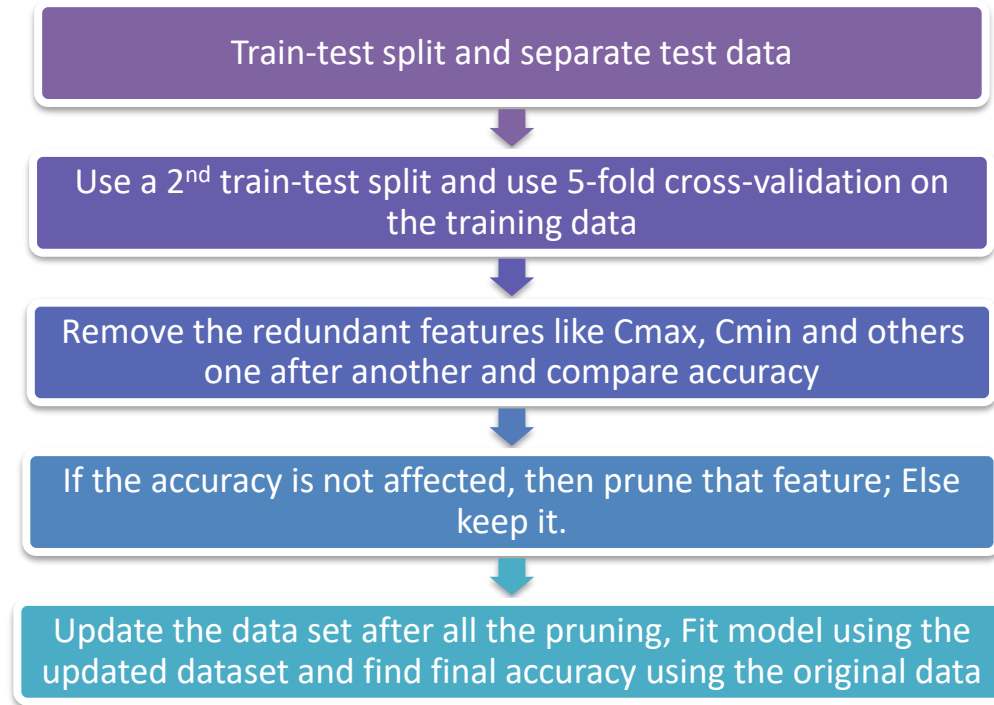 Train-test split and separate test data
Use a 2nd train-test split and use 5-fold cross-validation on
the training data
Remove the redundant features like Cmax, Cmin and others
one after another and compare accuracy
If the accuracy is not affected, then prune that feature; Else
keep it.
Update the data set after all the pruning, Fit model using the
updated dataset and find final accuracy using the original data